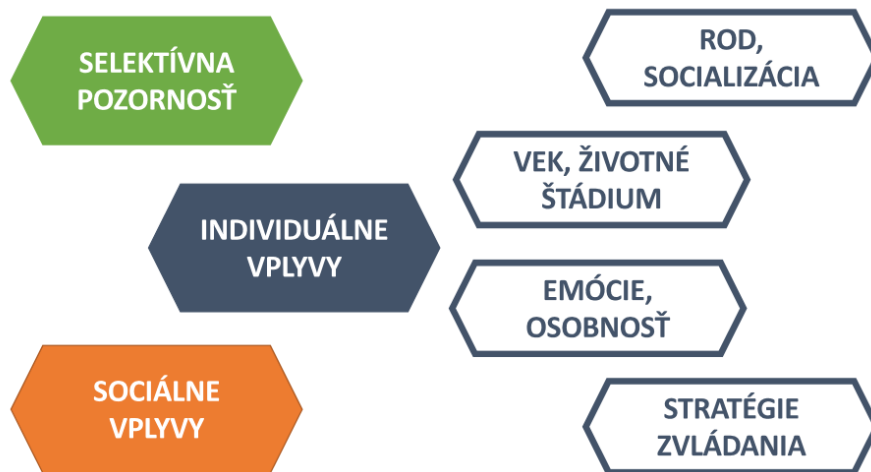 SELEKTÍVNA
POZORNOSŤ
INDIVIDUÁLNE
VPLYVY
SOCIÁLNE
VPLYVY
ROD,
SOCIALIZÁCIA
VEK, ŽIVOTNÉ
ŠTÁDIUM
EMÓCIE,
OSOBNOSŤ
STRATÉGIE
ZVLÁDANIA